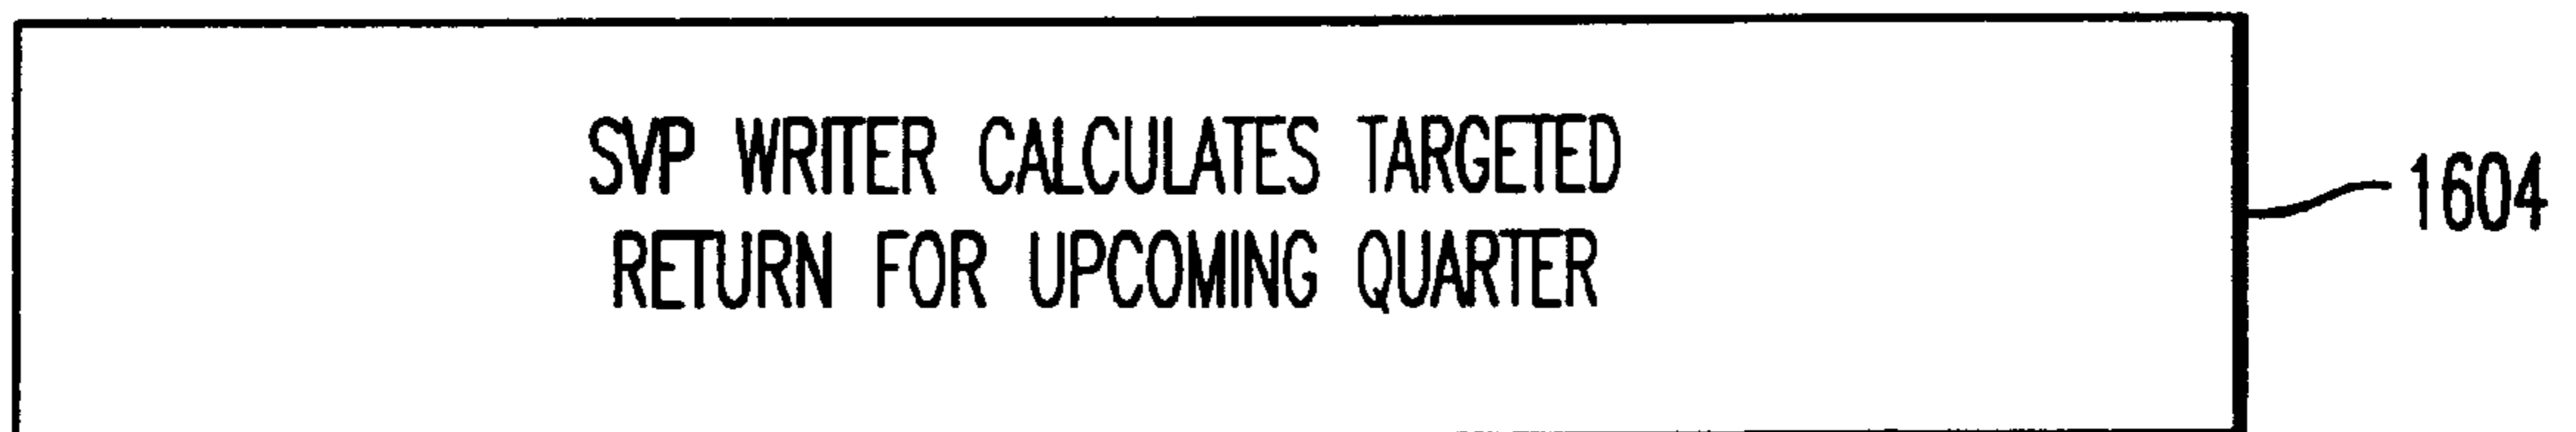 SVP WRITER CALCULATES TARGETED
RETURN FOR UPCOMING QUARTER
1604